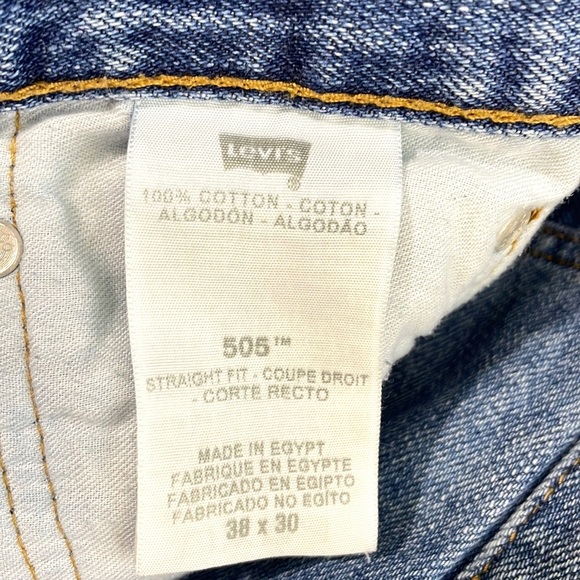 Levi's
®
100% COTTON - COTON -
ALGODÓN - ALGODÃO
505™
STRAIGHT FIT - COUPE DROIT
- CORTE RECTO
MADE IN EGYPT
FABRIQUE EN EGYPTE
FABRICADO EN EGIPTO
FABRICADO NO EGITO
38 x 30